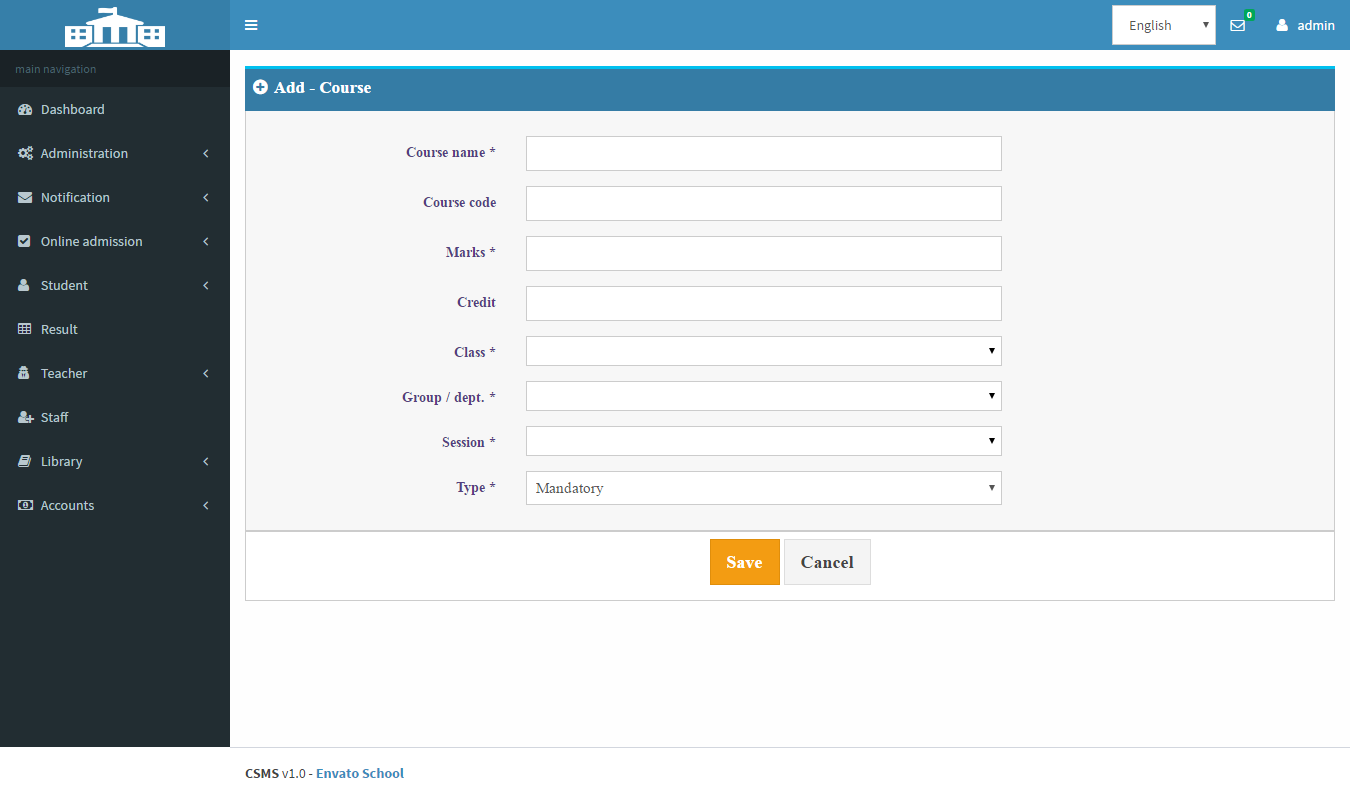 English
0
admin
main navigation
Dashboard
Administration
Notification
Online admission
Student
Result
Teacher
Staff
Library
Accounts
Add - Course
Course name *
Course code
Marks *
Credit
Class *
Group / dept. *
Session *
Type *
Mandatory
Save
Cancel
CSMS v1.0 - Envato School